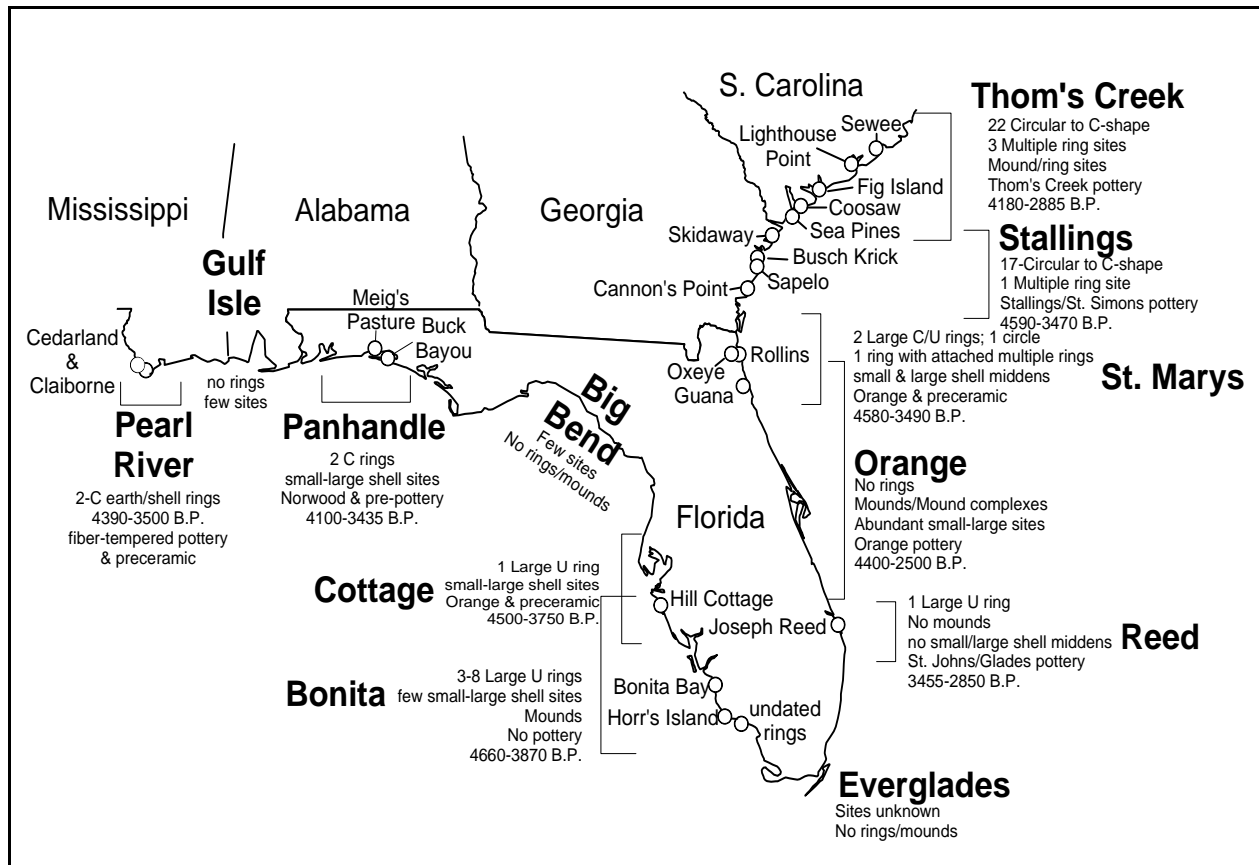 S. Carolina
Thom's Creek
22 Circular to C-shape
3 Multiple ring sites
Mound/ring sites
Thom's Creek pottery
4180-2885 B.P.
Sewee
Lighthouse
Point
Fig Island
Coosaw
Sea Pines
Mississippi
Alabama
Georgia
Skidaway
Busch Krick
Sapelo
Cannon's Point
Stallings
17-Circular to C-shape
1 Multiple ring site
Stallings/St. Simons pottery
4590-3470 B.P.
Gulf
Isle
no rings
few sites
Meig's
Pasture
Buck
Bayou
Cedarland
&
Claiborne
Pearl
River
2-C earth/shell rings
4390-3500 B.P.
fiber-tempered pottery
& preceramic
Panhandle
2 C rings
small-large shell sites
Norwood & pre-pottery
4100-3435 B.P.
Big
Bend
Few sites
No rings/mounds
Rollins
Oxeye
Guana
2 Large C/U rings; 1 circle
1 ring with attached multiple rings
small & large shell middens
Orange & preceramic
4580-3490 B.P.
St. Marys
Orange
No rings
Mounds/Mound complexes
Abundant small-large sites
Orange pottery
4400-2500 B.P.
Florida
Cottage
1 Large U ring
small-large shell sites
Orange & preceramic
4500-3750 B.P.
Hill Cottage
Joseph Reed
1 Large U ring
No mounds
no small/large shell middens
St. Johns/Glades pottery
3455-2850 B.P.
Reed
Bonita
3-8 Large U rings
few small-large shell sites
Mounds
No pottery
4660-3870 B.P.
Bonita Bay
Horr's Island
undated
rings
Everglades
Sites unknown
No rings/mounds